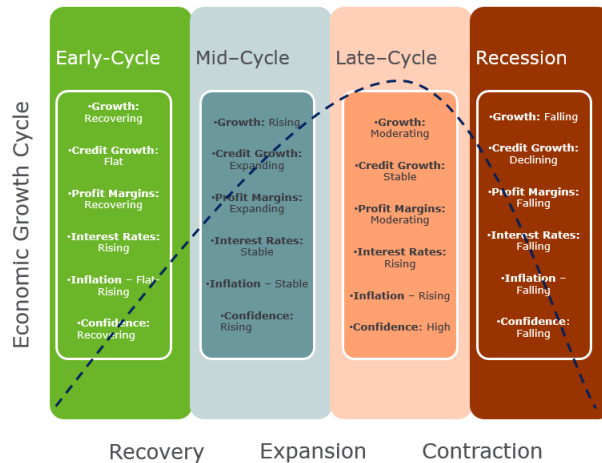 Early-Cycle
Mid–Cycle
Late–Cycle
Recession
Economic Growth Cycle
•Growth:
Recovering
•Credit Growth:
Flat
•Profit Margins:
Recovering
•Interest Rates:
Rising
•Inflation – Flat-
Rising
•Confidence:
Recovering
•Growth: Rising
•Credit Growth:
Expanding
•Profit Margins:
Expanding
•Interest Rates:
Stable
•Inflation – Stable
•Confidence:
Rising
•Growth:
Moderating
•Credit Growth:
Stable
•Profit Margins:
Moderating
•Interest Rates:
Rising
•Inflation – Rising
•Confidence: High
•Growth: Falling
•Credit Growth:
Declining
•Profit Margins:
Falling
•Interest Rates:
Falling
•Inflation –
Falling
•Confidence:
Falling
Recovery
Expansion
Contraction